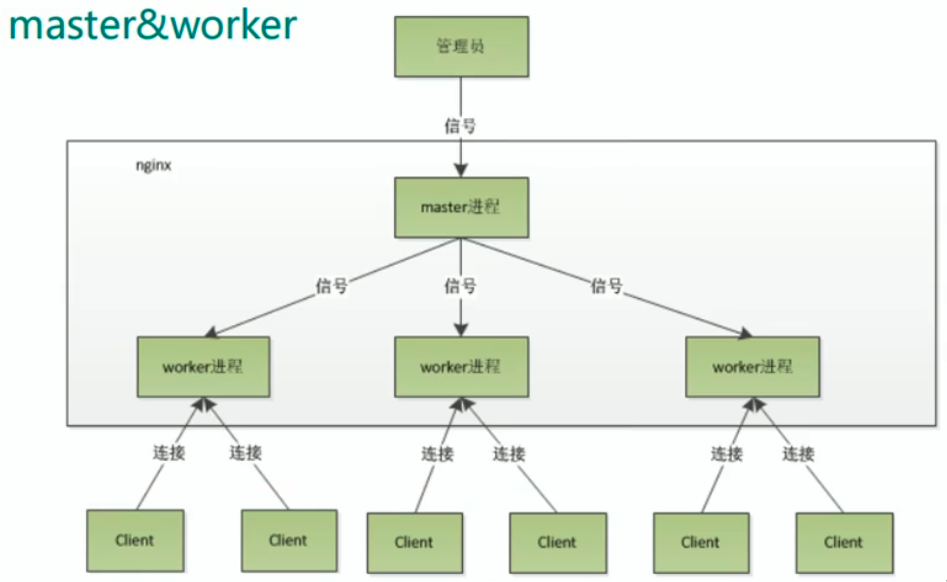 master&worker
管理员
信号
nginx
master进程
信号
信号
信号
worker进程
worker进程
worker进程
连接
连接
连接
连接
连接
连接
Client
Client
Client
Client
Client
Client